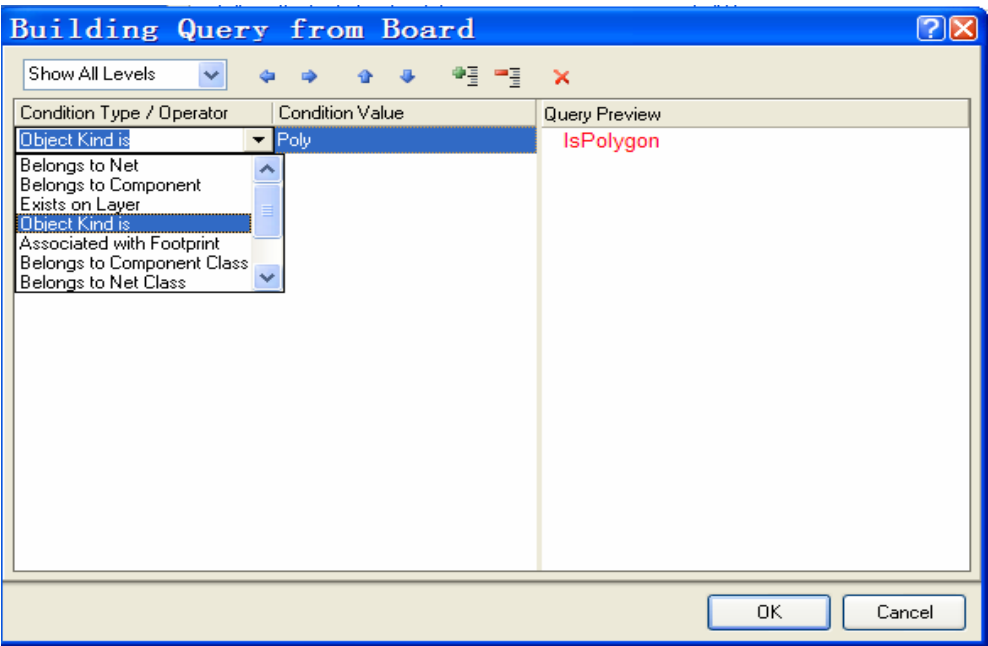 Building Query from Board
Show All Levels
Condition Type / Operator Condition Value Query Preview
Object Kind is Poly IsPolygon
Belongs to Net
Belongs to Component
Exists on Layer
Object Kind is
Associated with Footprint
Belongs to Component Class
Belongs to Net Class
OK Cancel